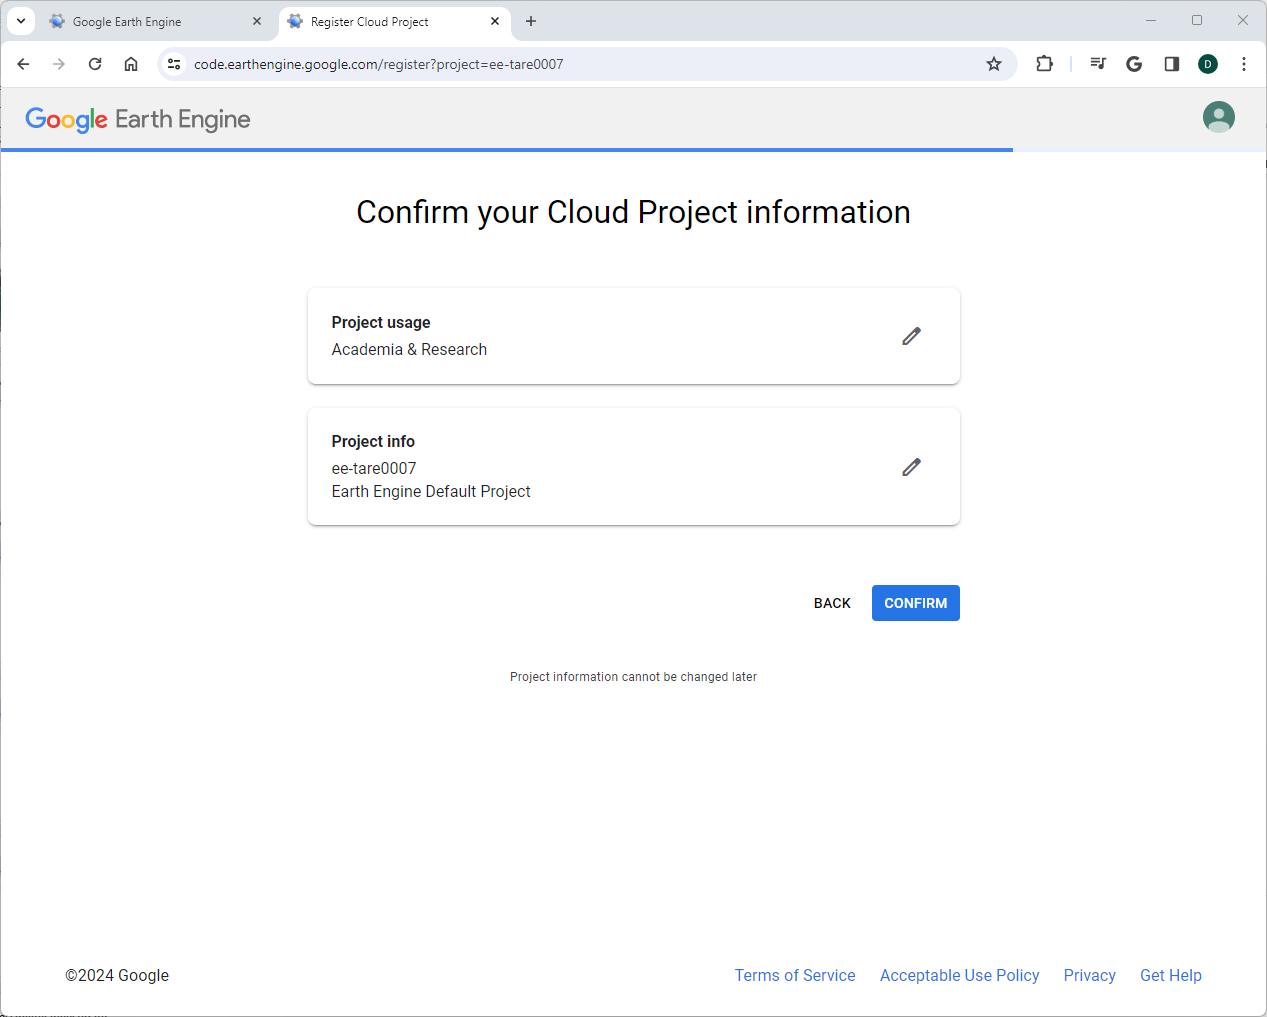 Google Earth Engine
Register Cloud Project
code.earthengine.google.com/register?project=ee-tare0007
D
Google Earth Engine
Confirm your Cloud Project information
Project usage
Academia & Research
Project info
ee-tare0007
Earth Engine Default Project
BACK
CONFIRM
Project information cannot be changed later
©2024 Google
Terms of Service
Acceptable Use Policy
Privacy
Get Help